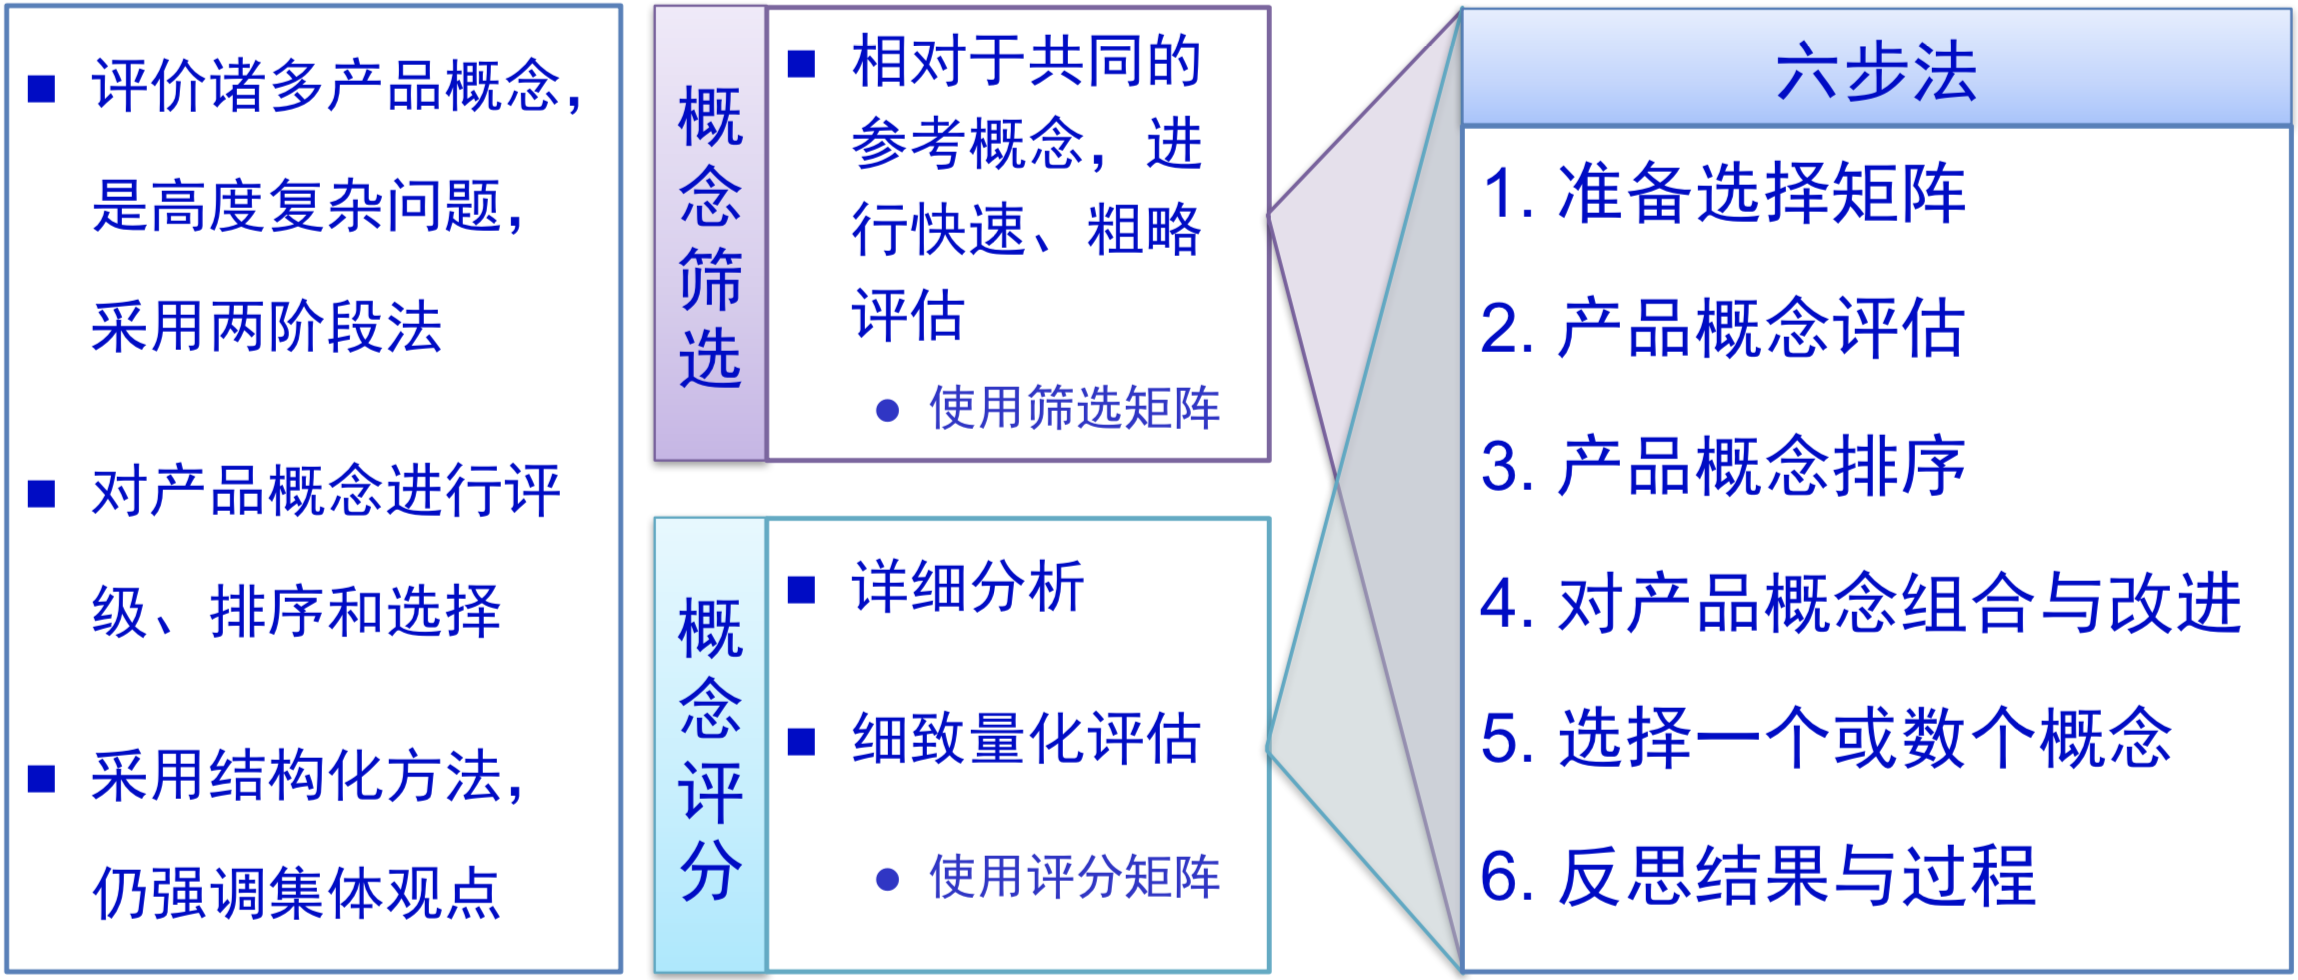 ■ 评价诸多产品概念，
是高度复杂问题，
采用两阶段法
■ 对产品概念进行评
级、排序和选择
■ 采用结构化方法，
仍强调集体观点
概
念
筛
选
■ 相对于共同的
参考概念，进
行快速、粗略
评估
● 使用筛选矩阵
概
念
评
分
■ 详细分析
■ 细致量化评估
● 使用评分矩阵
六步法
1. 准备选择矩阵
2. 产品概念评估
3. 产品概念排序
4. 对产品概念组合与改进
5. 选择一个或数个概念
6. 反思结果与过程